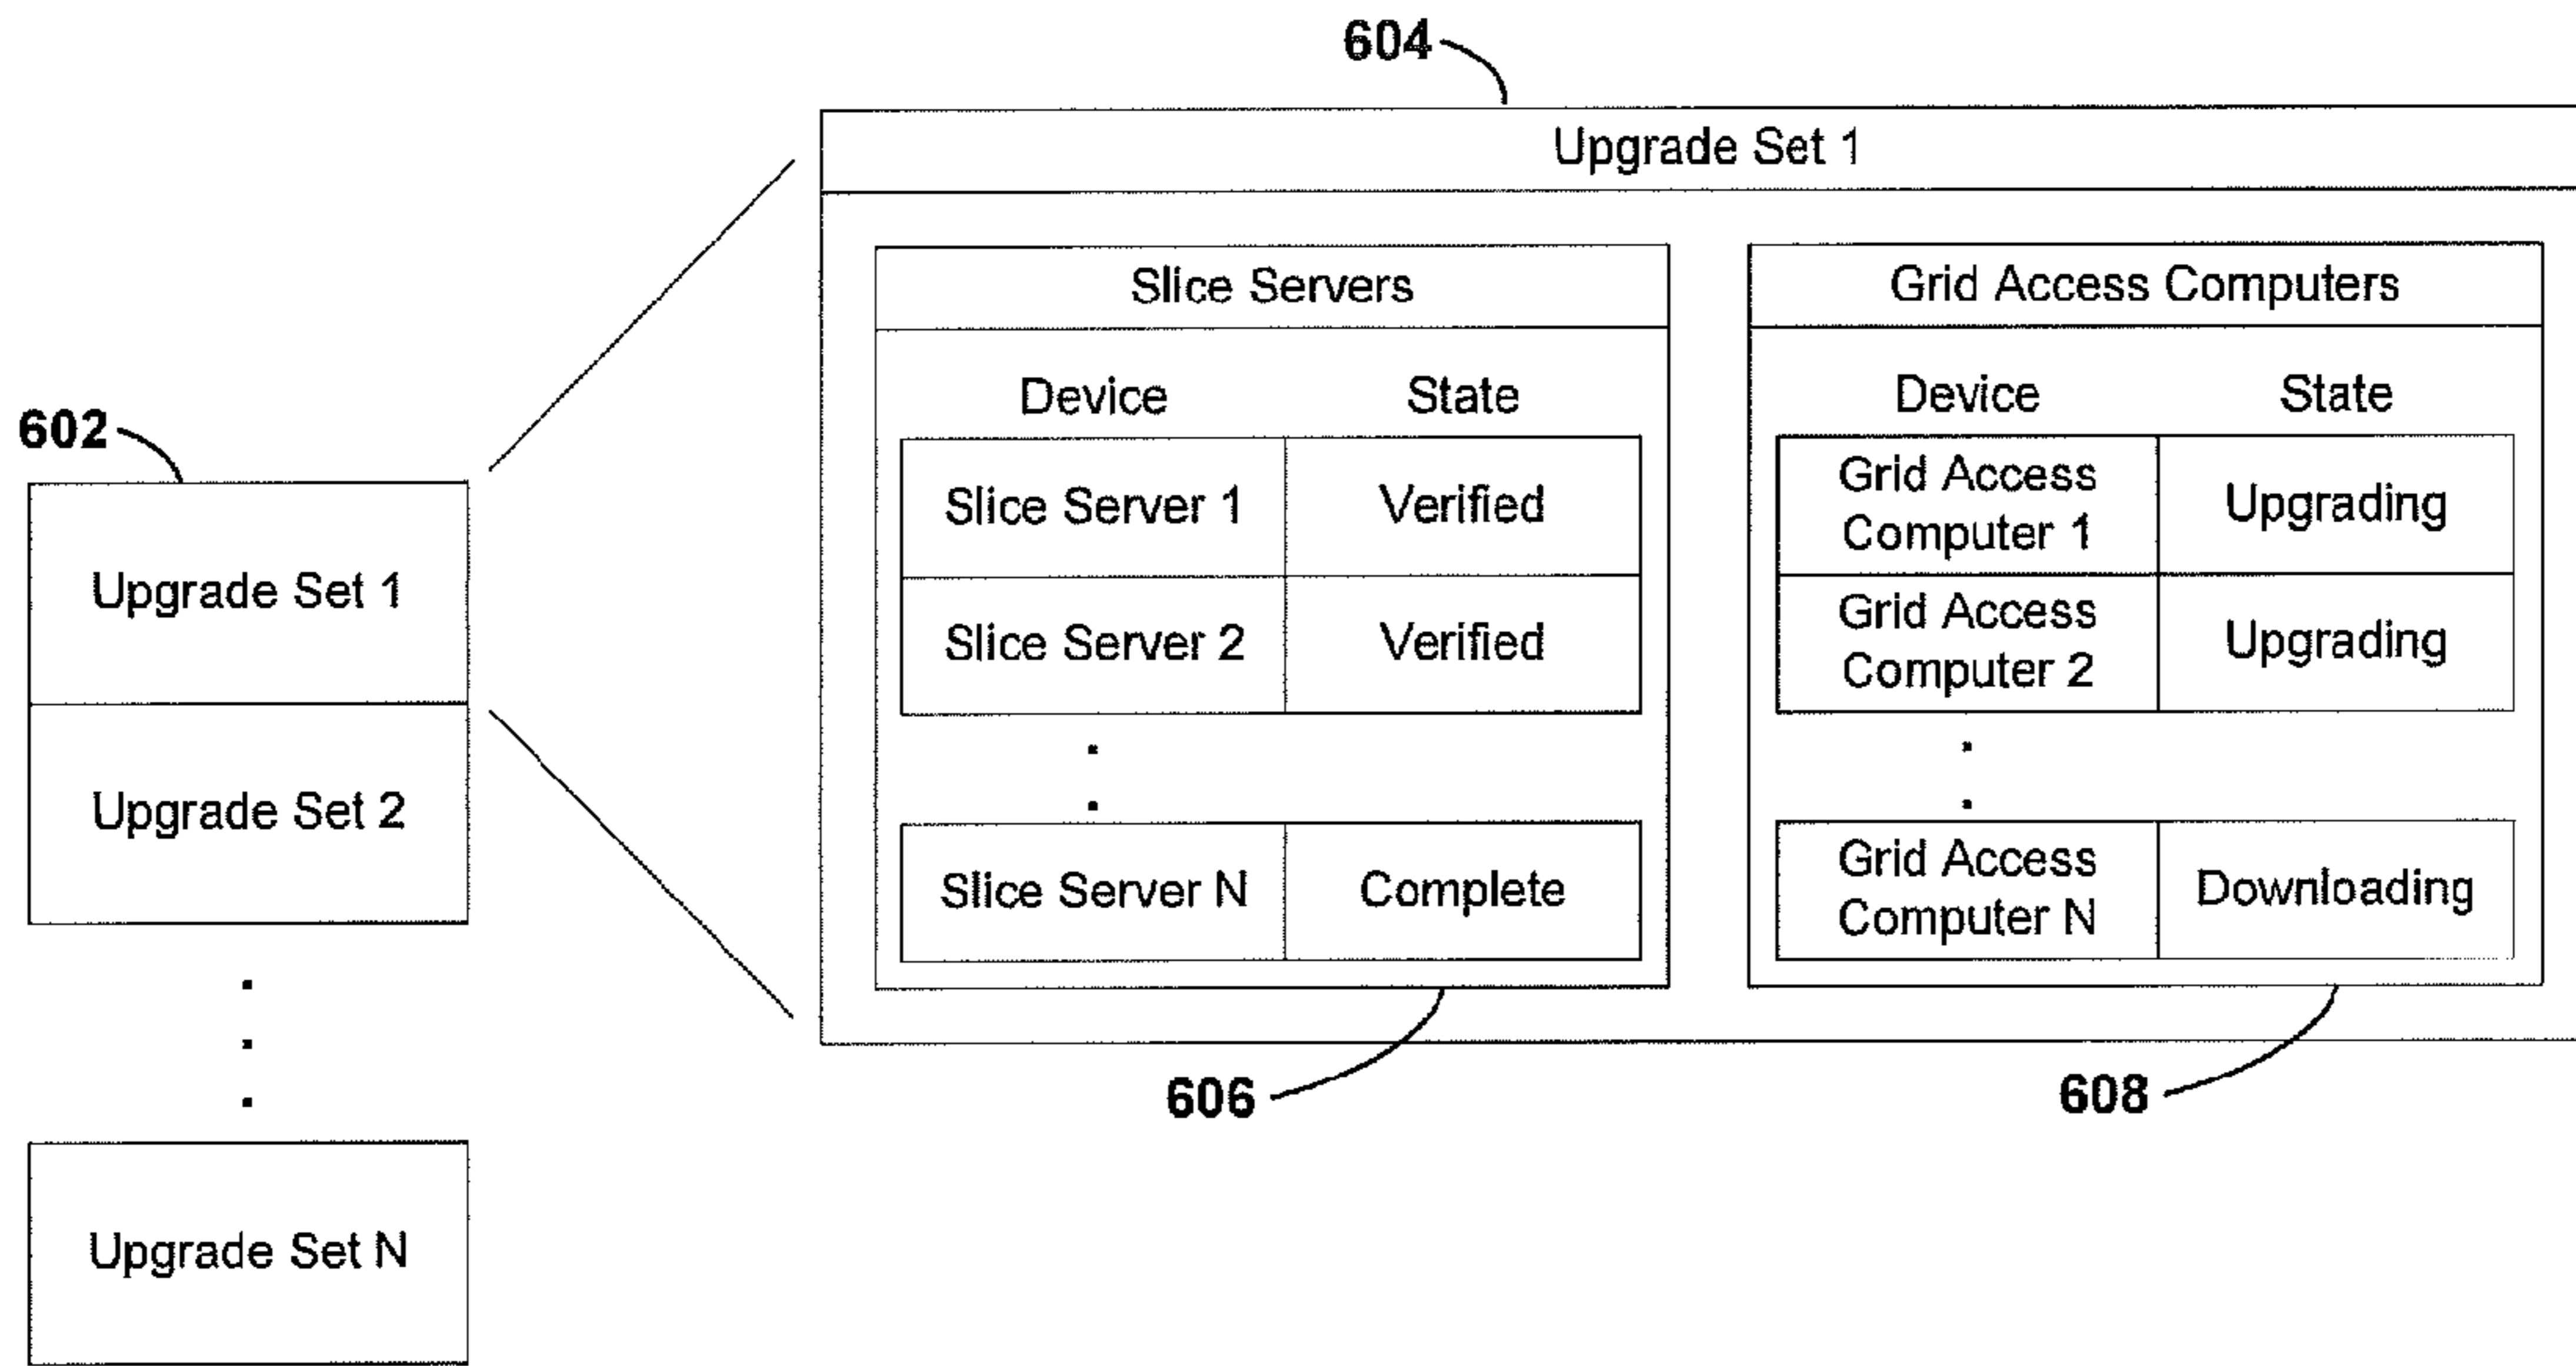 604
Upgrade Set 1
Slice Servers
Grid Access Computers
Device State
Device State
602
Slice Server 1 Verified
Grid Access
Computer 1
Upgrading
Upgrade Set 1
Slice Server 2 Verified
Grid Access
Computer 2
Upgrading
Upgrade Set 2
Slice Server N Complete
Grid Access
Computer N
Downloading
606
608
Upgrade Set N